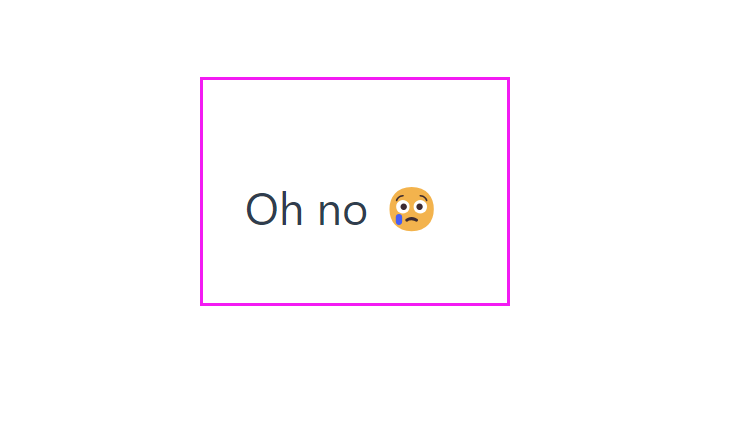 Oh no 😢